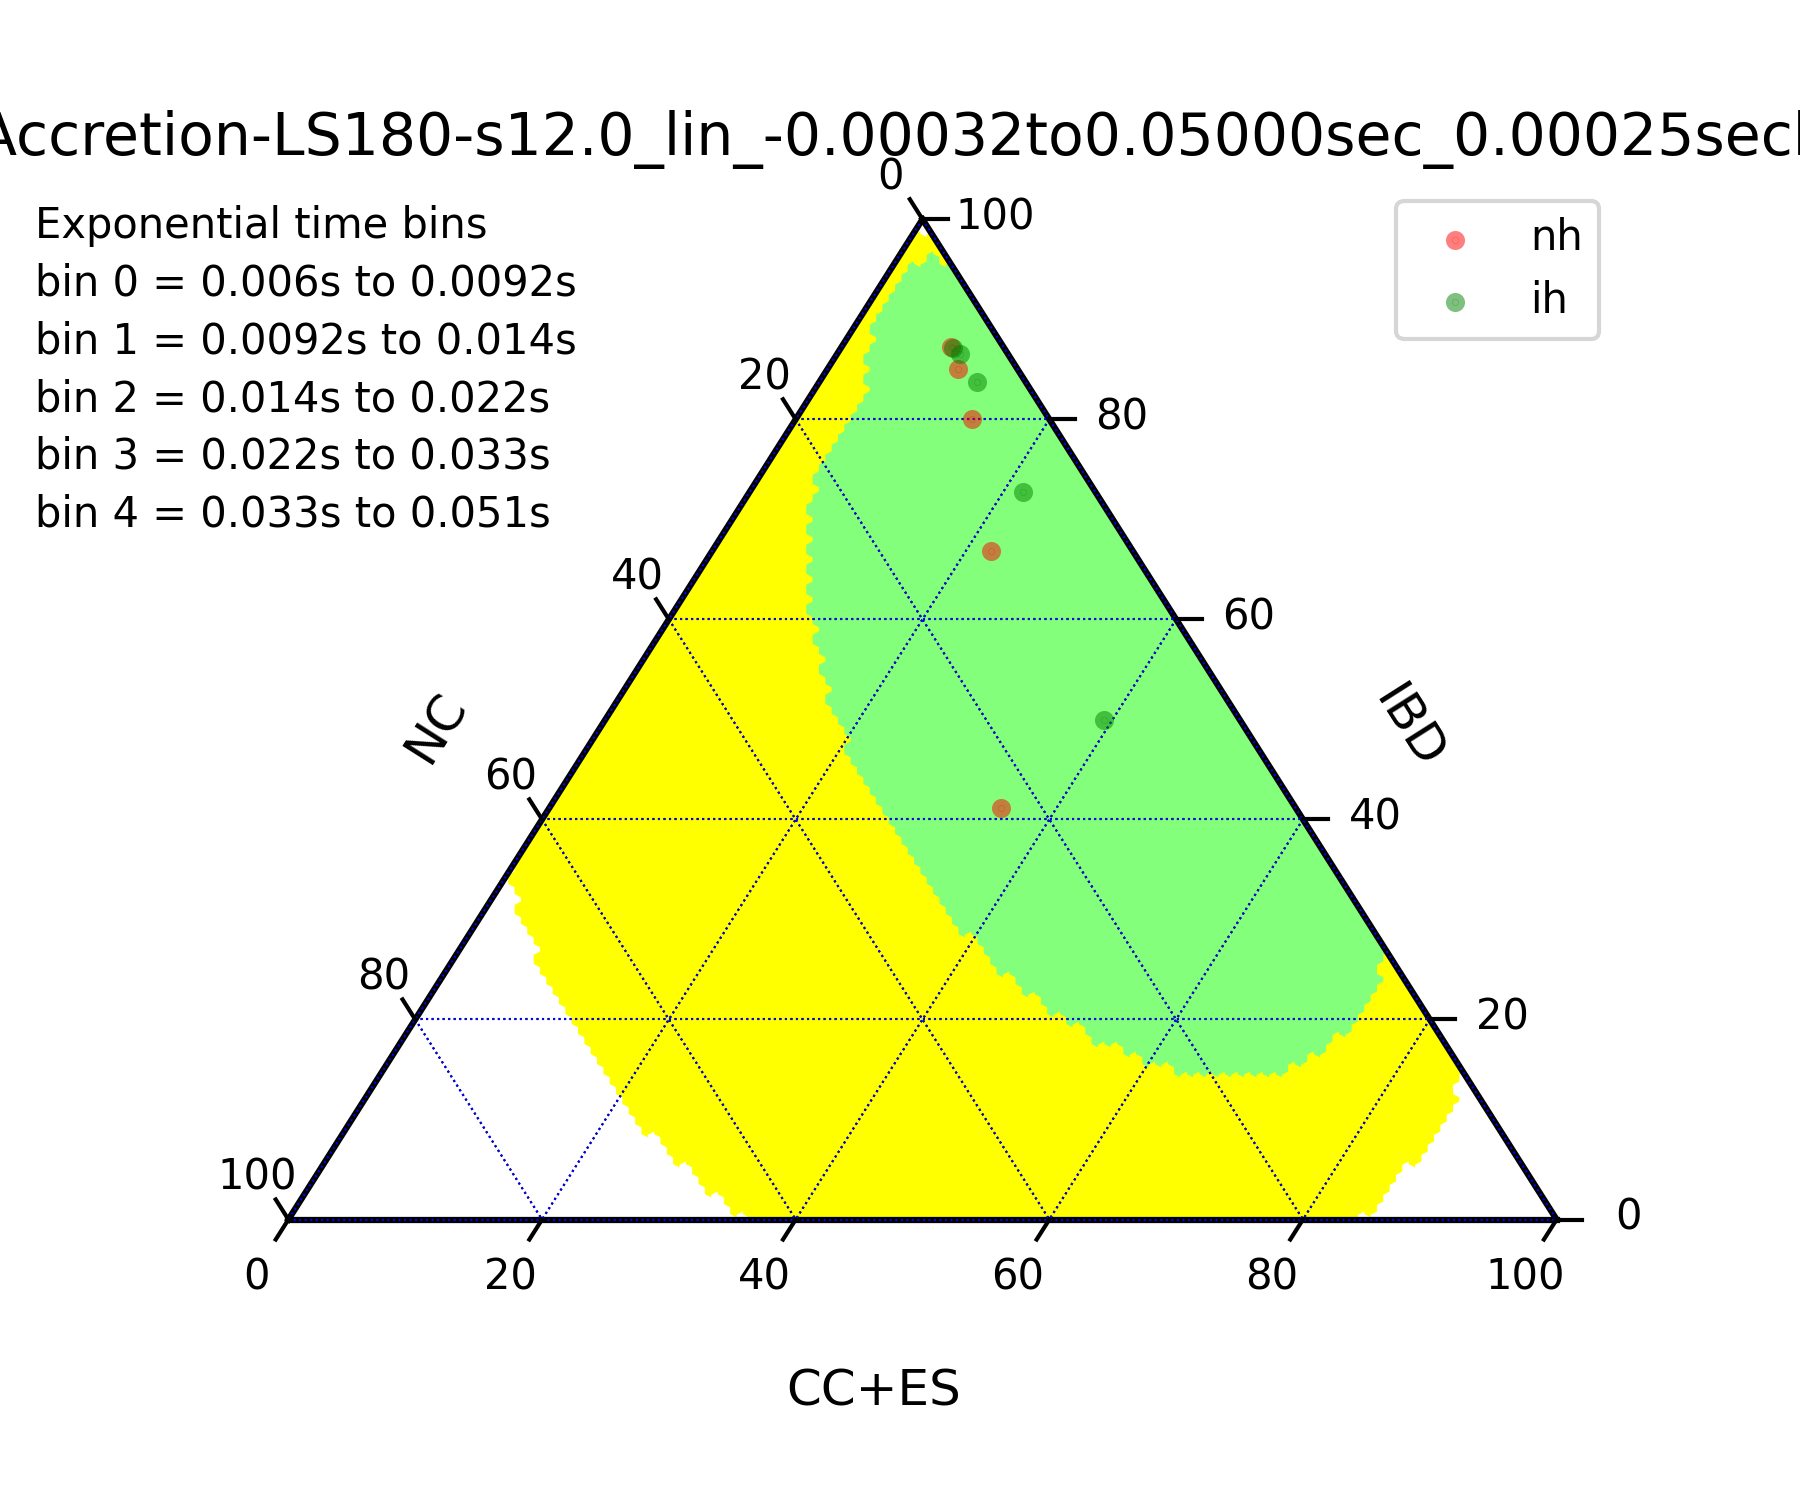 Accretion-LS180-s12.0_lin_-0.00032to0.05000sec_0.00025sec
0
100
Exponential time bins
bin 0 = 0.006s to 0.0092s
bin 1 = 0.0092s to 0.014s
bin 2 = 0.014s to 0.022s
bin 3 = 0.022s to 0.033s
bin 4 = 0.033s to 0.051s
nh
ih
20
80
40
60
NC
IBD
60
40
80
20
100
0
0
20
40
60
80
100
CC+ES